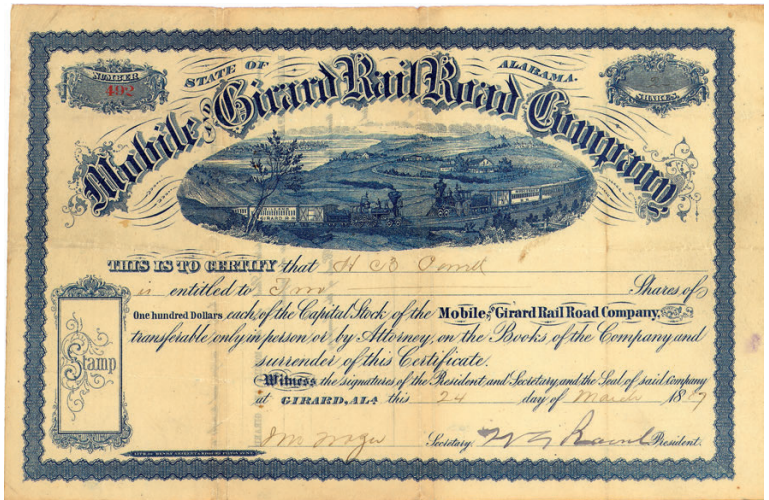 NUMBER
492
STATE OF ALABAMA.
SHARES
Mobile and Girard Rail Road Company,
GIRARD R.R.
THIS IS TO CERTIFY that H
is entitled to Shares of
One hundred Dollars each, of the Capital Stock of the Mobile and Girard Rail Road Company,
transferable only in person or by Attorney, on the Books of the Company and
surrender of this Certificate.
Stamp
Witness the signatures of the President and Secretary, and the Seal of said Company
at GIRARD, ALA this 24 day of March 18 7
Secretary. President.